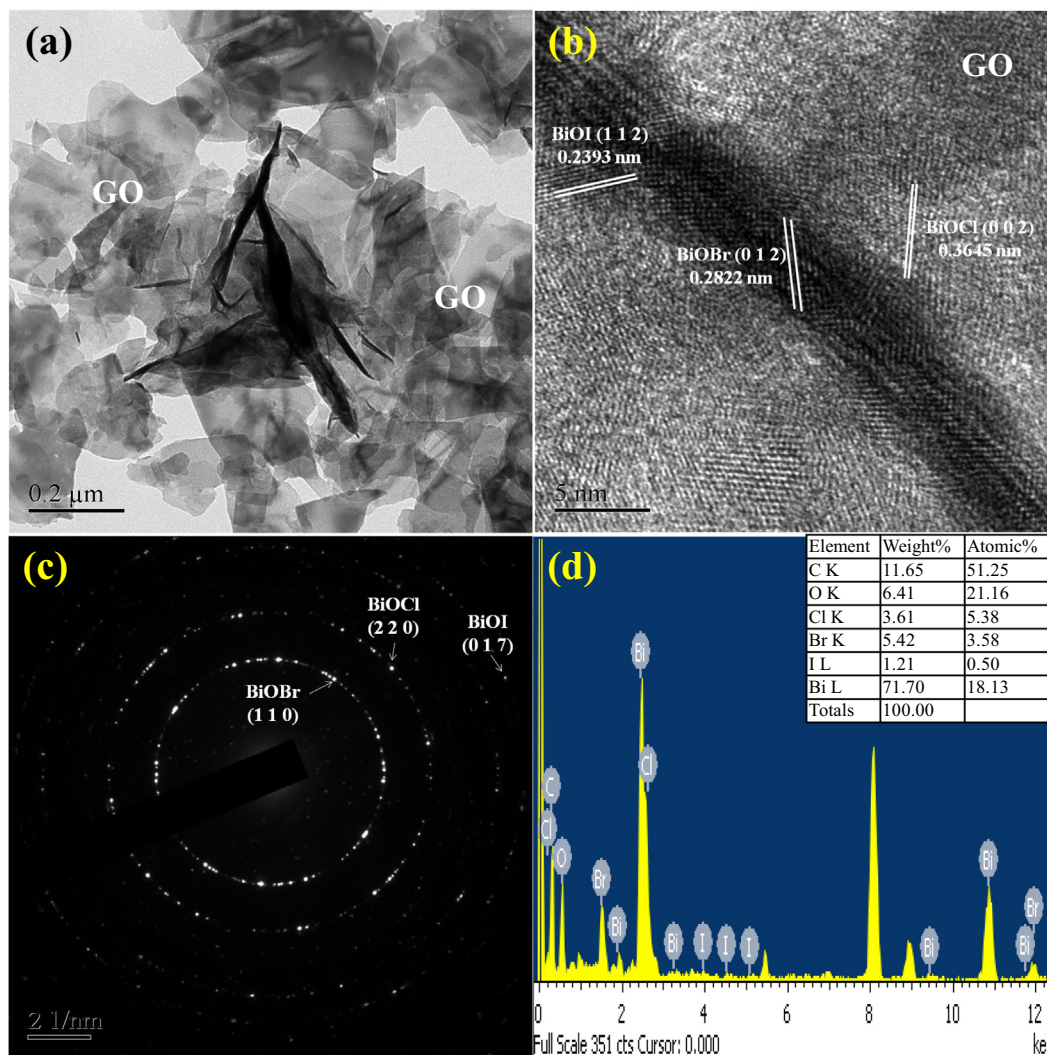 (a)
GO
GO
0.2 μm
(b)
GO
BiOI (1 1 2)
0.2393 nm
BiOBr (0 1 2)
0.2822 nm
BiOCl (0 0 2)
0.3645 nm
5 nm
(c)
BiOCl
(2 2 0)
BiOI
(0 1 7)
BiOBr
(1 1 0)
2 1/nm
(d)
Element Weight% Atomic%
C K 11.65 51.25
O K 6.41 21.16
Cl K 3.61 5.38
Br K 5.42 3.58
I L 1.21 0.50
Bi L 71.70 18.13
Totals 100.00
Bi
Cl
C
Cl
O
Br
Bi
Bi
I
I
I
Bi
Bi
Br
Bi
2 4 6 8 10 12
Full Scale 351 cts Cursor: 0.000 ke